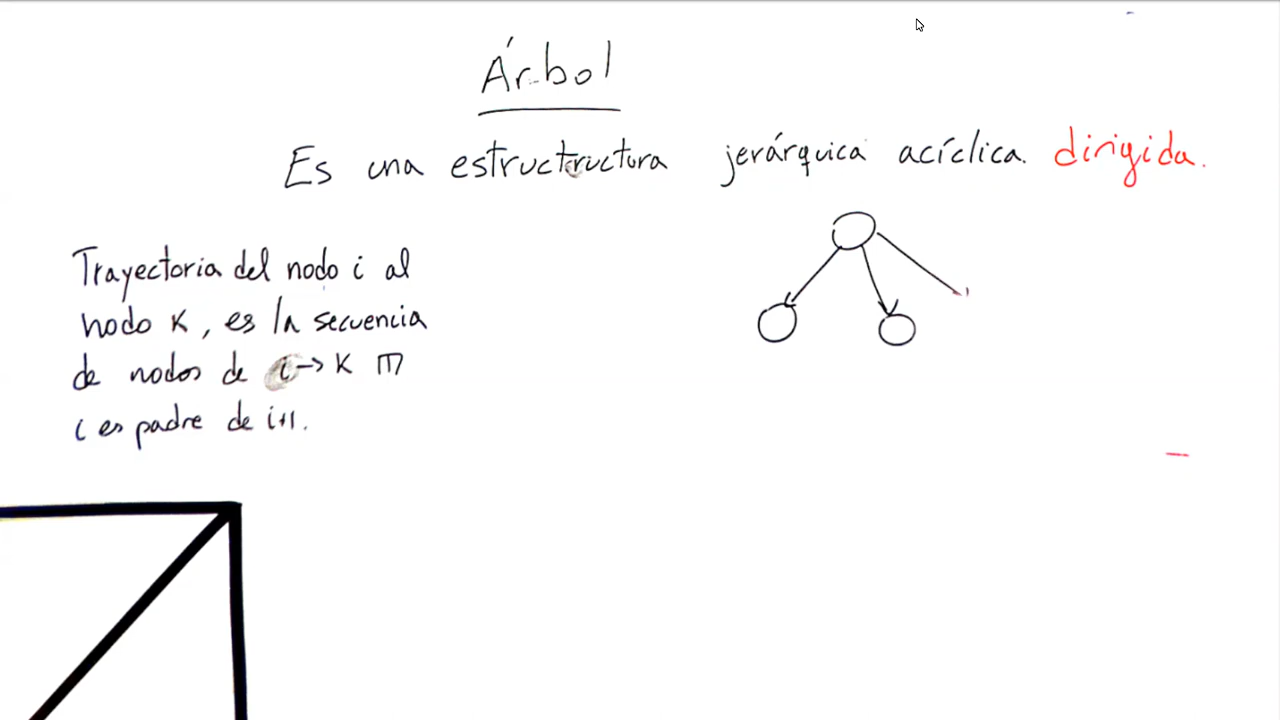 Árbol
Es una estructructura jerárquica acíclica. dirigida.
Trayectoria del nodo i al
nodo K, es la secuencia
de nodos de i→K
i es padre de i+1.